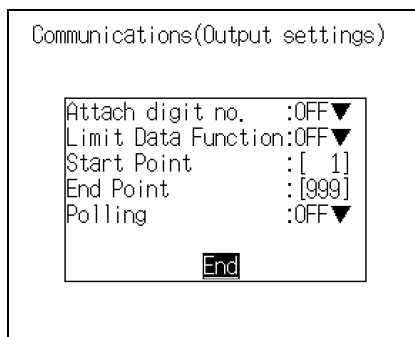 Communications(Output settings)
Attach digit no. :OFF▼
Limit Data Function:OFF▼
Start Point :[ 1]
End Point :[999]
Polling :OFF▼
End